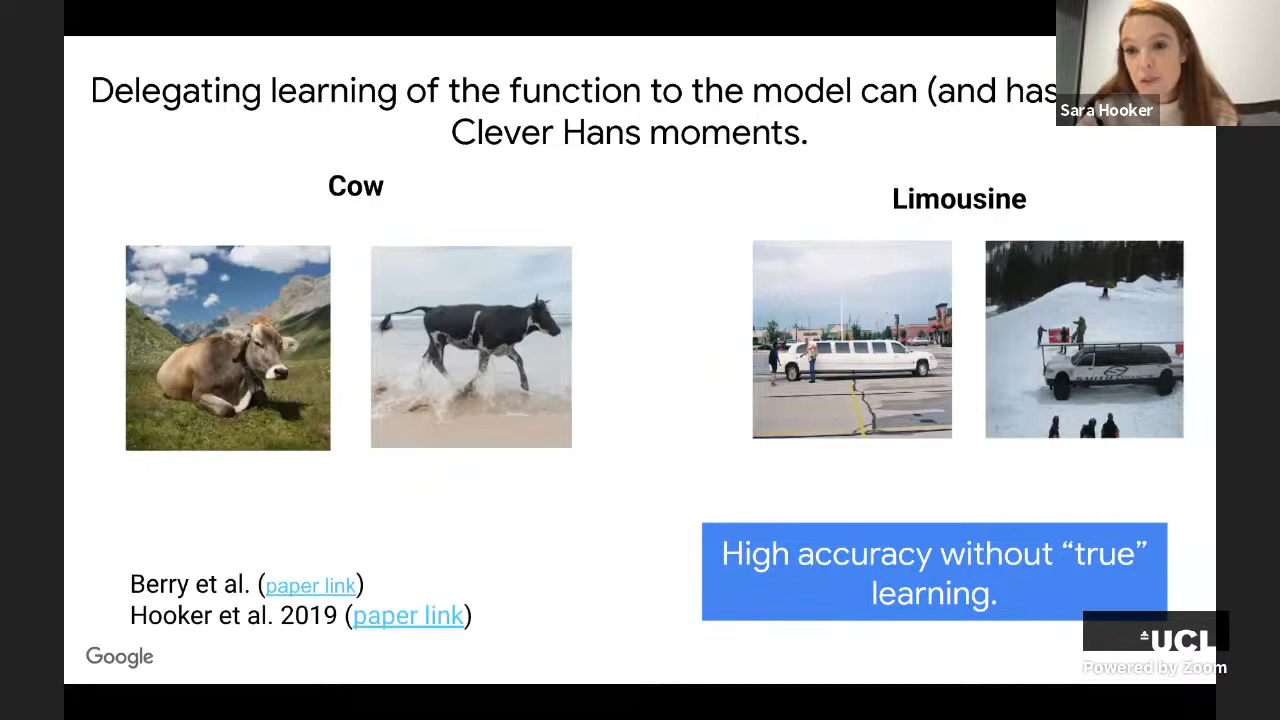 Delegating learning of the function to the model can (and has
Clever Hans moments.
Sara Hooker
Cow
Limousine
High accuracy without “true”
learning.
Berry et al. (paper link)
Hooker et al. 2019 (paper link)
Google
UCL
Powered by Zoom